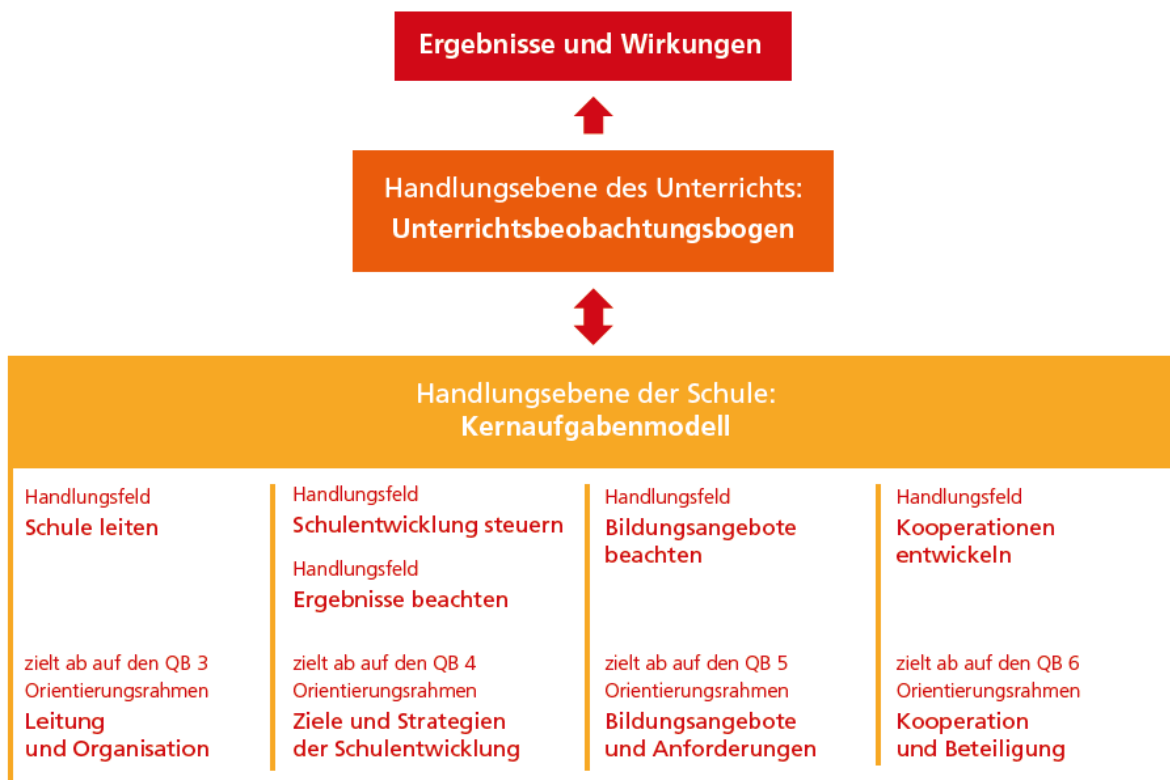 Ergebnisse und Wirkungen
Handlungsebene des Unterrichts:
Unterrichtsbeobachtungsbogen
Handlungsebene der Schule:
Kernaufgabenmodell
Handlungsfeld
Schule leiten
zielt ab auf den QB 3
Orientierungsrahmen
Leitung
und Organisation
Handlungsfeld
Schulentwicklung steuern
Handlungsfeld
Ergebnisse beachten
zielt ab auf den QB 4
Orientierungsrahmen
Ziele und Strategien
der Schulentwicklung
Handlungsfeld
Bildungsangebote
beachten
zielt ab auf den QB 5
Orientierungsrahmen
Bildungsangebote
und Anforderungen
Handlungsfeld
Kooperationen
entwickeln
zielt ab auf den QB 6
Orientierungsrahmen
Kooperation
und Beteiligung